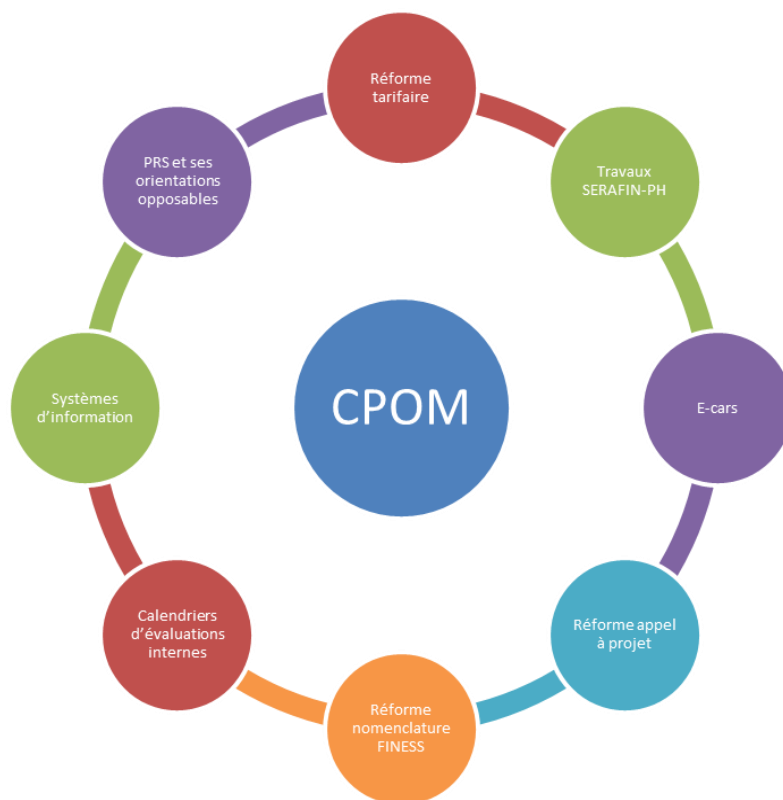 Réforme
tarifaire
Travaux
SERAFIN-PH
E-cars
Réforme appel
à projet
Réforme
nomenclature
FINESS
Calendriers
d'évaluations
internes
Systèmes
d'information
PRS et ses
orientations
opposables
CPOM